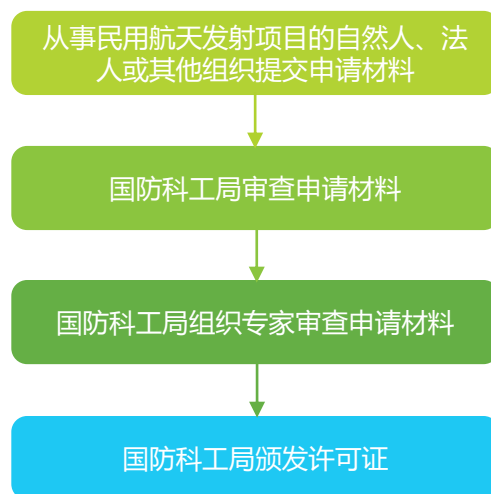 从事民用航天发射项目的自然人、法
人或其他组织提交申请材料
国防科工局审查申请材料
国防科工局组织专家审查申请材料
国防科工局颁发许可证